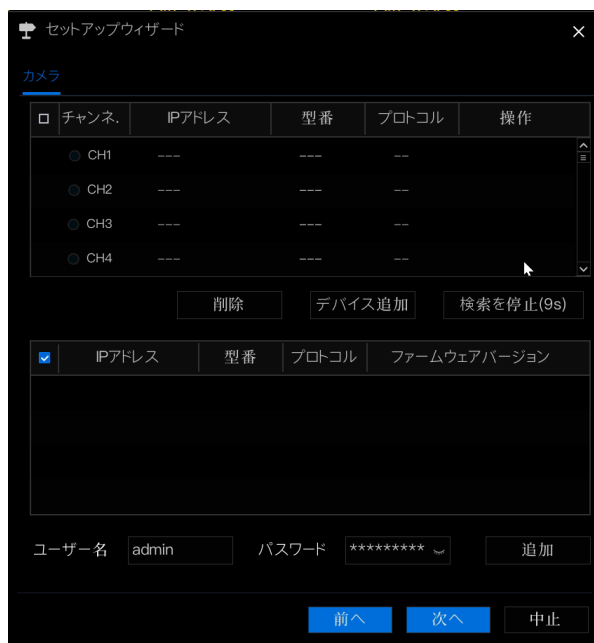 セットアップウィザード
カメラ
チャンネ. IPアドレス 型番 プロトコル 操作
CH1 --- --- --
CH2 --- --- --
CH3 --- --- --
CH4 --- --- --
削除 デバイス追加 検索を停止(9s)
IPアドレス 型番 プロトコル ファームウェアバージョン
ユーザー名 admin パスワード ********* 追加
前へ 次へ 中止